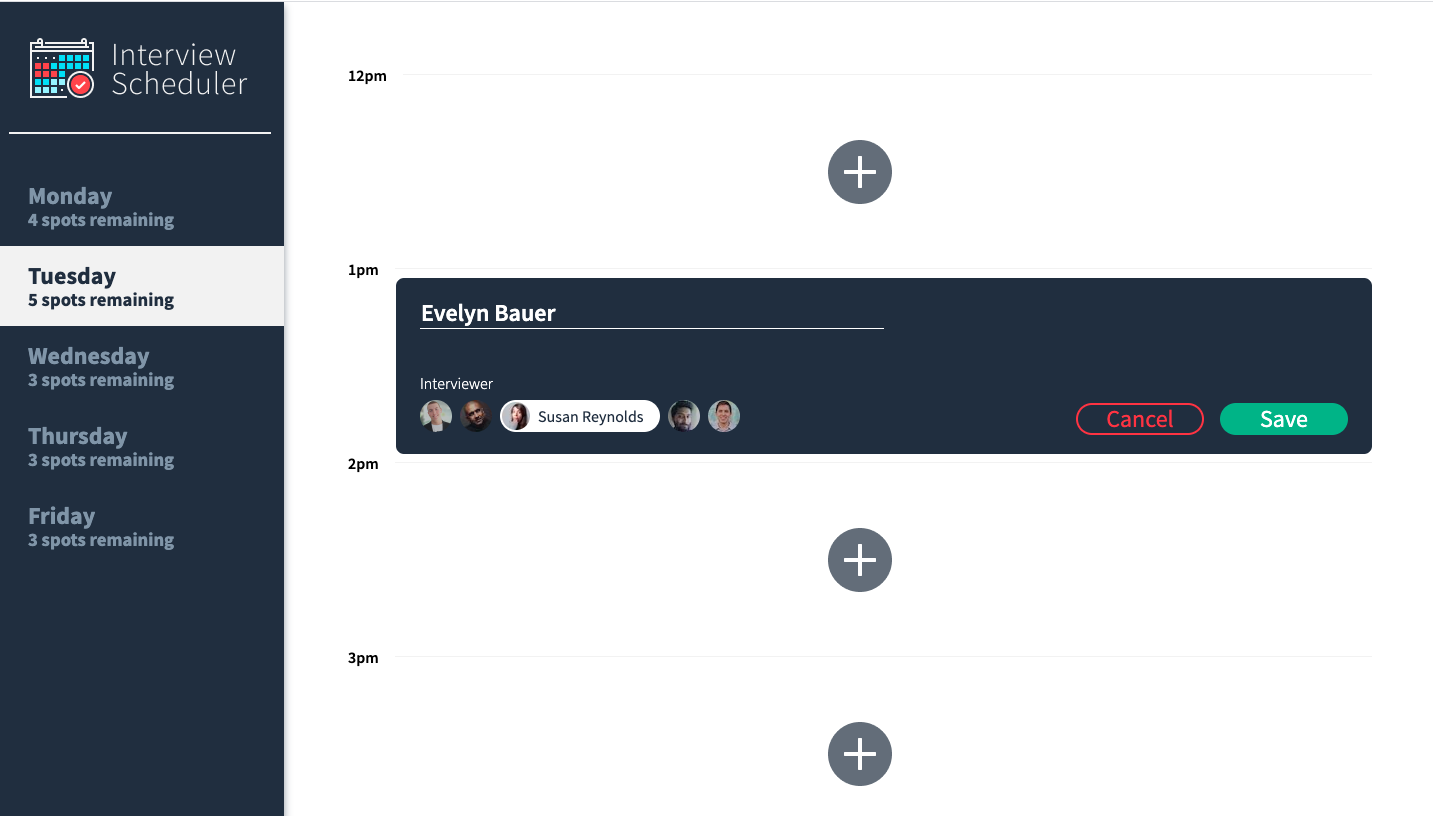 Interview
Scheduler
Monday
4 spots remaining
Tuesday
5 spots remaining
Wednesday
3 spots remaining
Thursday
3 spots remaining
Friday
3 spots remaining
12pm
1pm
Evelyn Bauer
Interviewer
Susan Reynolds
Cancel
Save
2pm
3pm